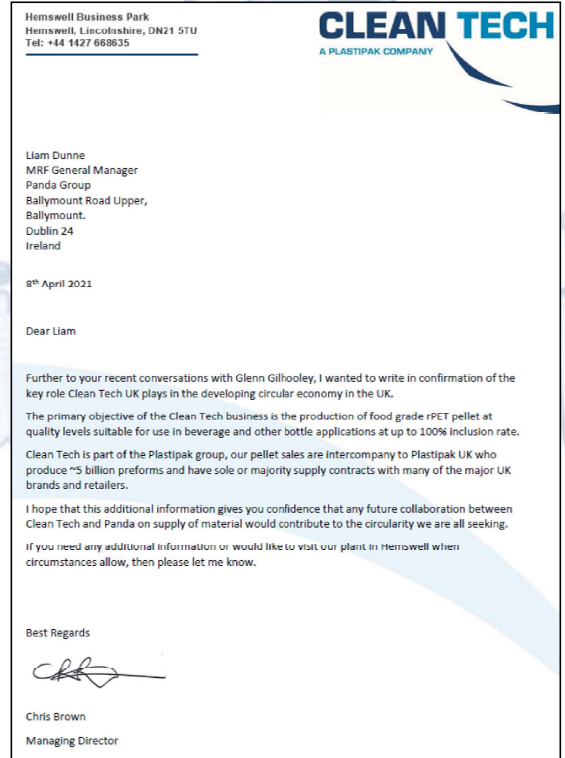 Hemswell Business Park
Hemswell, Lincolnshire, DN21 5TU
Tel: +44 1427 668635
CLEAN TECH
A PLASTIPAK COMPANY
Liam Dunne
MRF General Manager
Panda Group
Ballymount Road Upper,
Ballymount.
Dublin 24
Ireland
8th April 2021
Dear Liam
Further to your recent conversations with Glenn Gilhooley, I wanted to write in confirmation of the
key role Clean Tech UK plays in the developing circular economy in the UK.
The primary objective of the Clean Tech business is the production of food grade rPET pellet at
quality levels suitable for use in beverage and other bottle applications at up to 100% inclusion rate.
Clean Tech is part of the Plastipak group, our pellet sales are intercompany to Plastipak UK who
produce ~5 billion preforms and have sole or majority supply contracts with many of the major UK
brands and retailers.
I hope that this additional information gives you confidence that any future collaboration between
Clean Tech and Panda on supply of material would contribute to the circularity we are all seeking.
If you need any additional information or would like to visit our plant in Hemswell when
circumstances allow, then please let me know.
Best Regards
Chris Brown
Managing Director